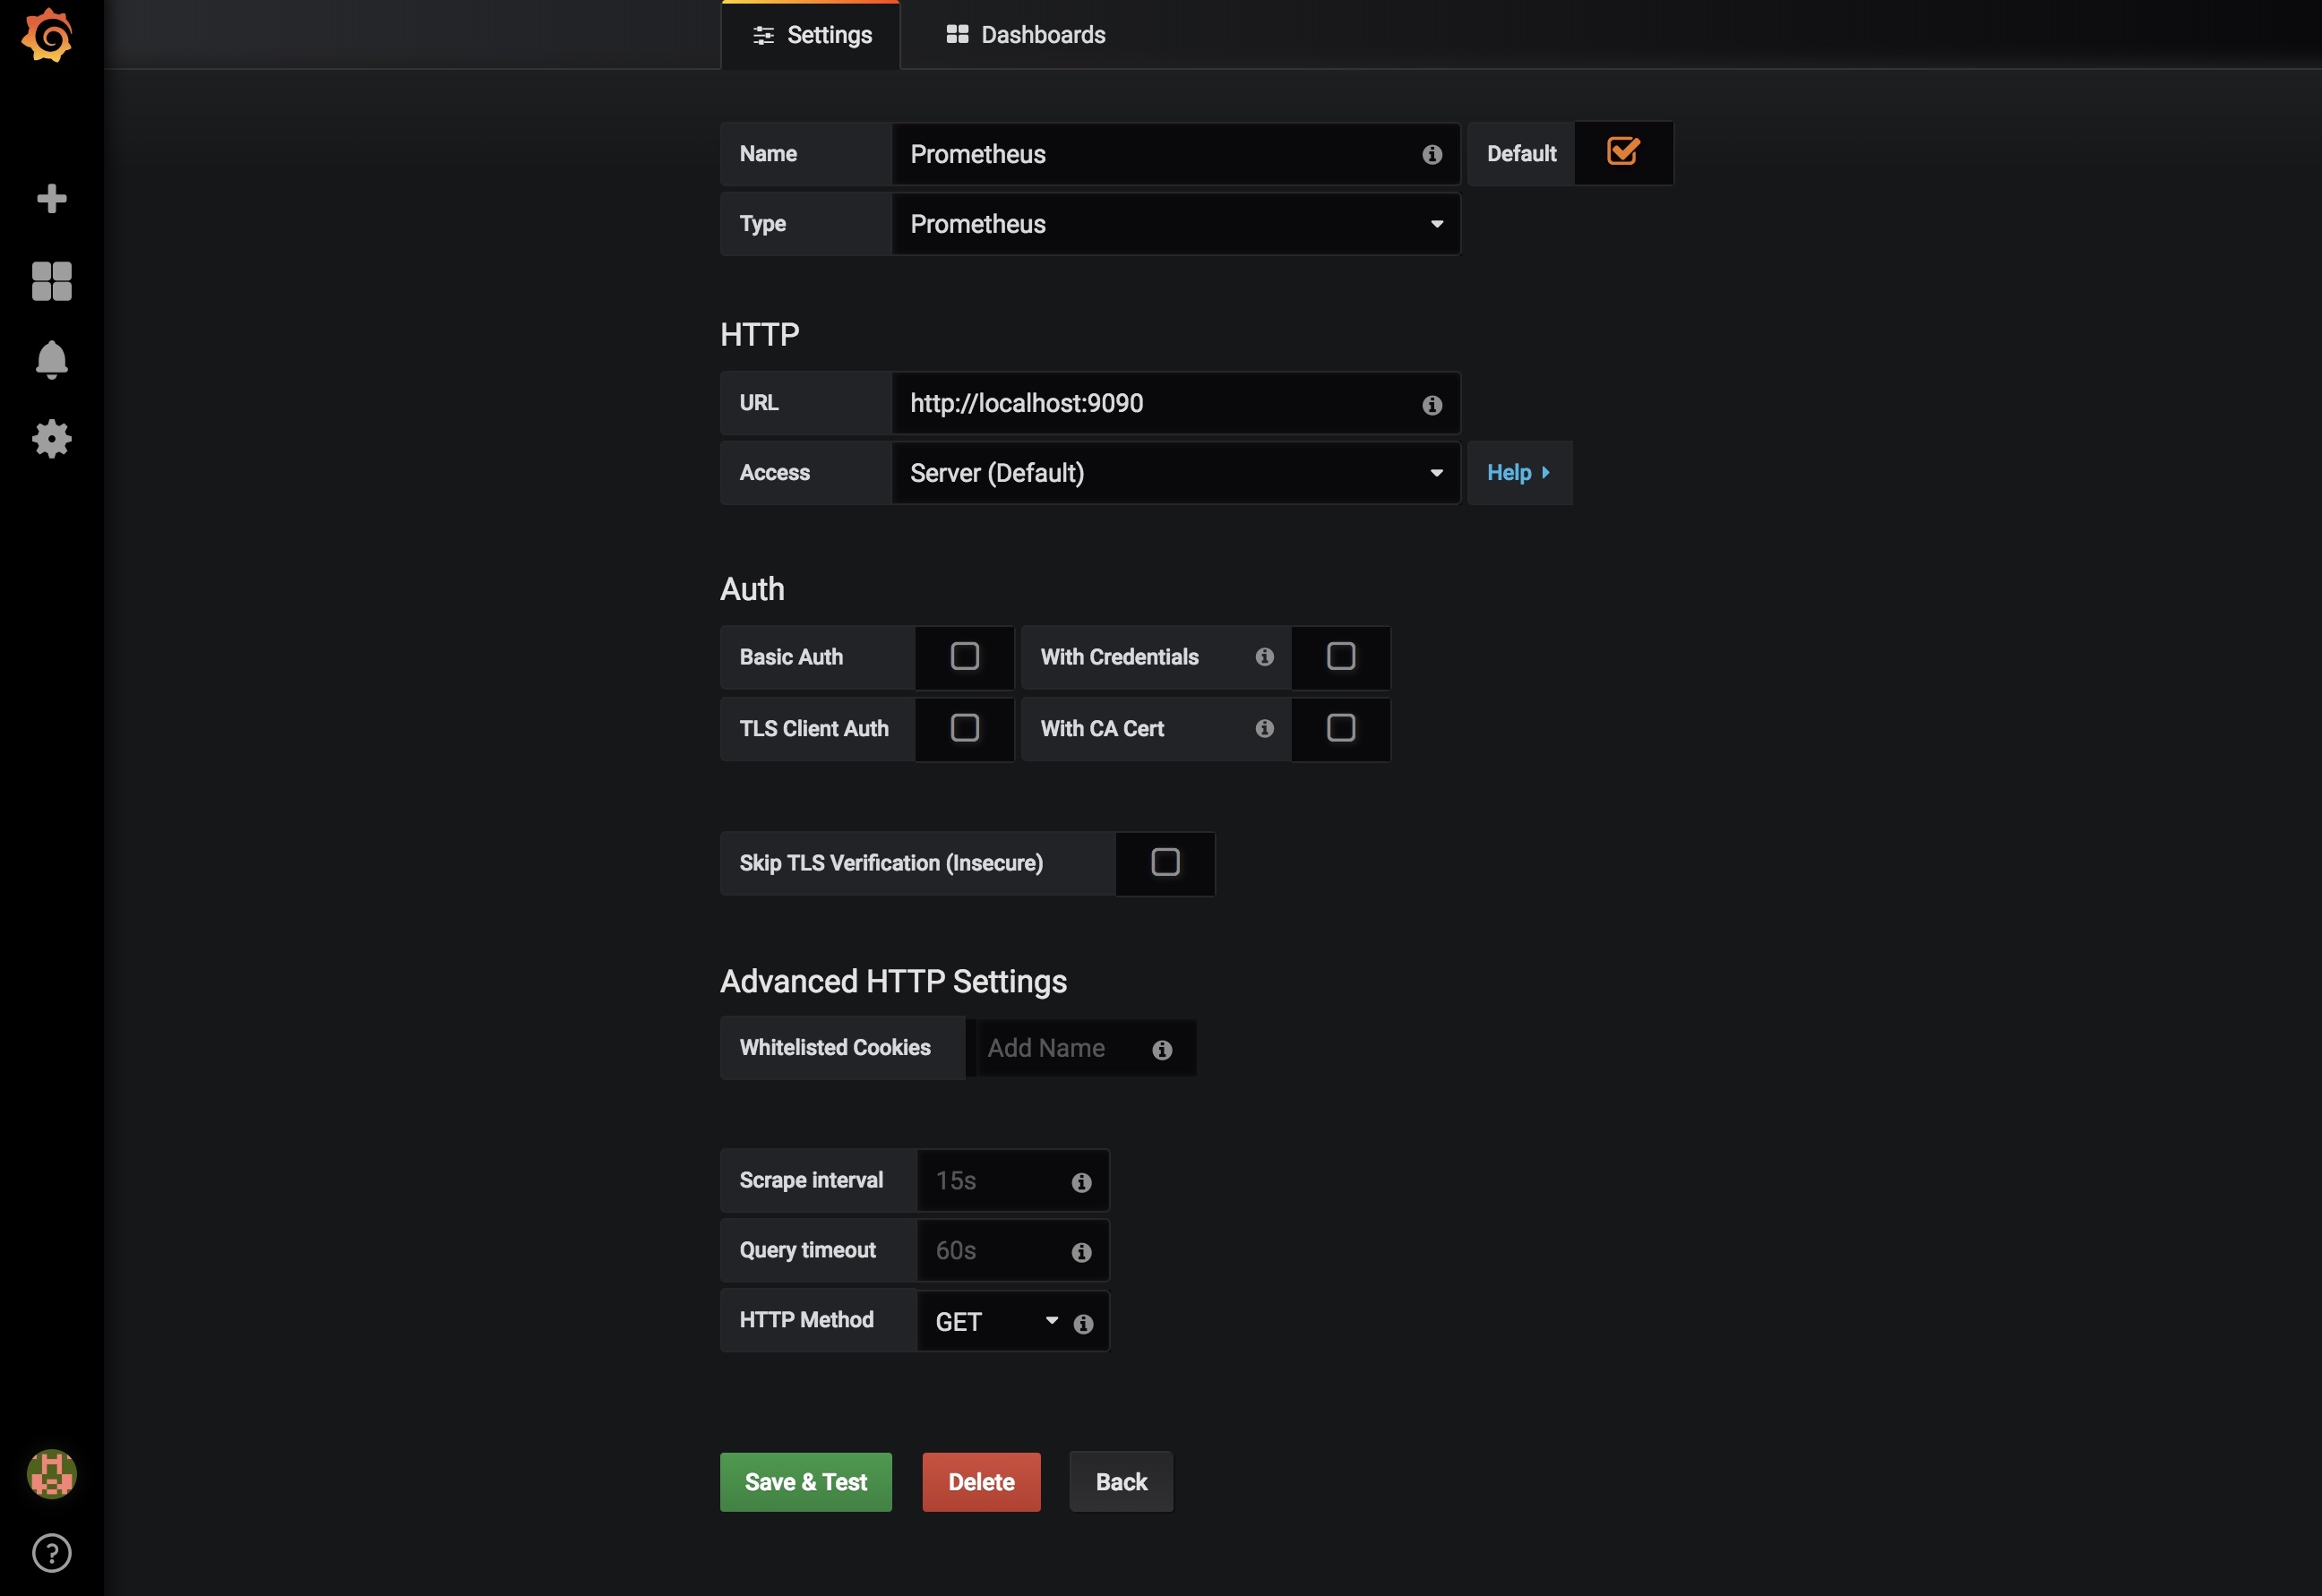 Settings Dashboards
Name Prometheus Default
Type Prometheus
HTTP
URL http://localhost:9090
Access Server (Default) Help
Auth
Basic Auth With Credentials
TLS Client Auth With CA Cert
Skip TLS Verification (Insecure)
Advanced HTTP Settings
Whitelisted Cookies Add Name
Scrape interval 15s
Query timeout 60s
HTTP Method GET
Save & Test Delete Back